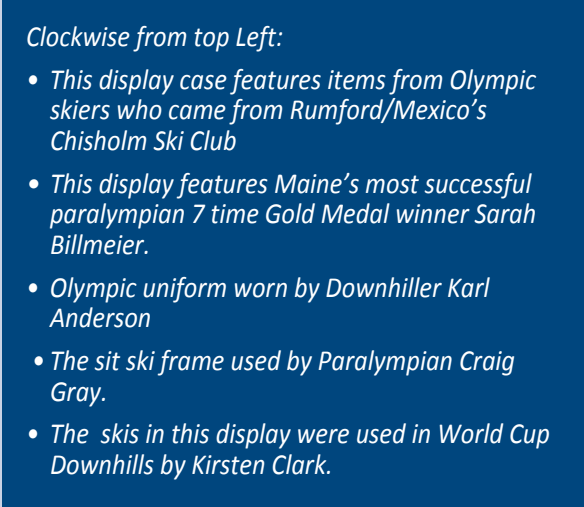 Clockwise from top Left:
• This display case features items from Olympic
skiers who came from Rumford/Mexico's
Chisholm Ski Club
• This display features Maine's most successful
paralympian 7 time Gold Medal winner Sarah
Billmeier.
• Olympic uniform worn by Downhiller Karl
Anderson
• The sit ski frame used by Paralympian Craig
Gray.
• The  skis in this display were used in World Cup
Downhills by Kirsten Clark.